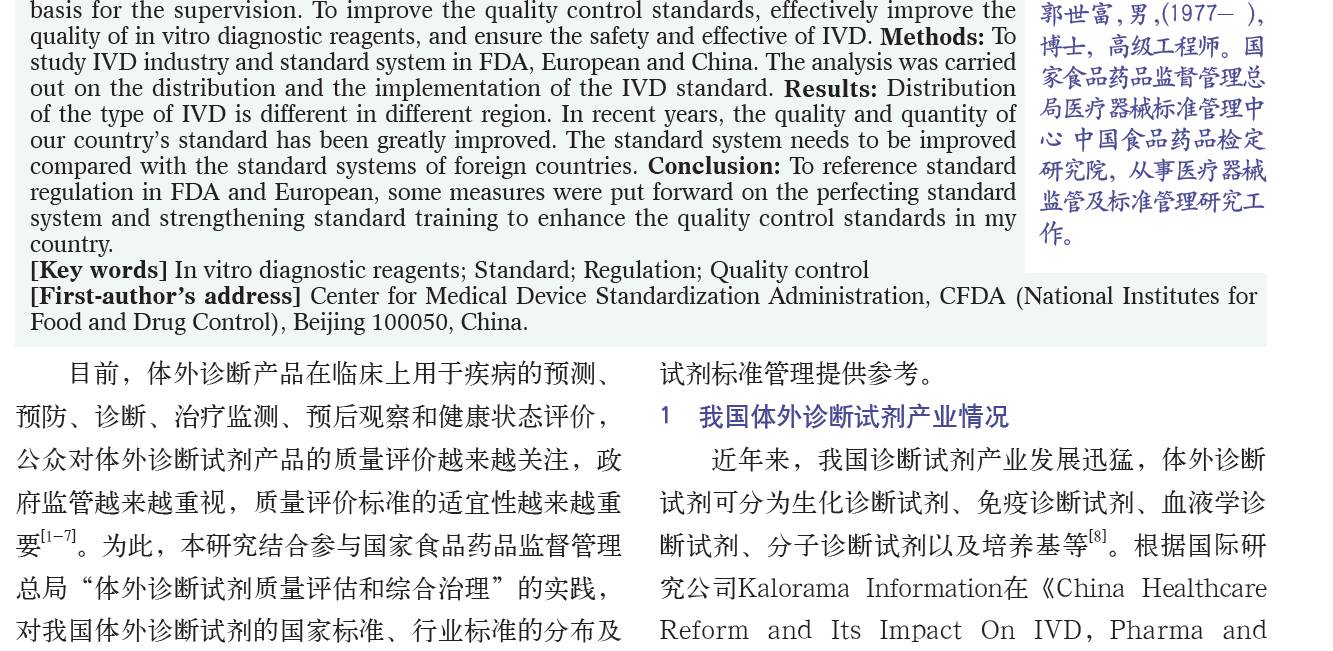 basis for the supervision. To improve the quality control standards, effectively improve the
quality of in vitro diagnostic reagents, and ensure the safety and effective of IVD. Methods: To
study IVD industry and standard system in FDA, European and China. The analysis was carried
out on the distribution and the implementation of the IVD standard. Results: Distribution
of the type of IVD is different in different region. In recent years, the quality and quantity of
our country’s standard has been greatly improved. The standard system needs to be improved
compared with the standard systems of foreign countries. Conclusion: To reference standard
regulation in FDA and European, some measures were put forward on the perfecting standard
system and strengthening standard training to enhance the quality control standards in my
country.
[Key words] In vitro diagnostic reagents; Standard; Regulation; Quality control
[First-author’s address] Center for Medical Device Standardization Administration, CFDA (National Institutes for
Food and Drug Control), Beijing 100050, China.
郭世富,男,(1977— ),
博士，高级工程师。国
家食品药品监督管理总
局医疗器械标准管理中
心 中国食品药品检定
研究院，从事医疗器械
监管及标准管理研究工
作。
目前，体外诊断产品在临床上用于疾病的预测、
预防、诊断、治疗监测、预后观察和健康状态评价，
公众对体外诊断试剂产品的质量评价越来越关注，政
府监管越来越重视，质量评价标准的适宜性越来越重
要[1-7]。为此，本研究结合参与国家食品药品监督管理
总局“体外诊断试剂质量评估和综合治理”的实践，
对我国体外诊断试剂的国家标准、行业标准的分布及
试剂标准管理提供参考。
1 我国体外诊断试剂产业情况
近年来，我国诊断试剂产业发展迅猛，体外诊断
试剂可分为生化诊断试剂、免疫诊断试剂、血液学诊
断试剂、分子诊断试剂以及培养基等[8]。根据国际研
究公司Kalorama Information在《China Healthcare
Reform and Its Impact On IVD，Pharma and